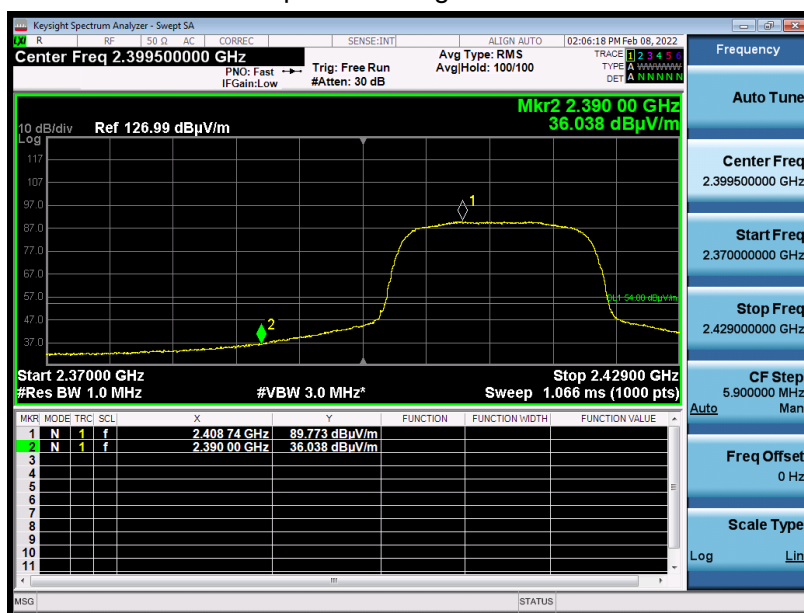 Keysight Spectrum Analyzer - Swept SA
LXI R RF 50 Ω AC CORREC SENSE:INT ALIGN AUTO 02:06:18 PM Feb 08, 2022
Center Freq 2.399500000 GHz
PNO: Fast
IFGain:Low
Trig: Free Run
#Atten: 30 dB
Avg Type: RMS
Avg|Hold: 100/100
TRACE 1 2 3 4 5 6
TYPE A WWWWW
DET A N N N N N
Mkr2 2.390 00 GHz
36.038 dBµV/m
10 dB/div Ref 126.99 dBµV/m
Log
117
107
97.0
87.0
77.0
67.0
57.0
47.0
37.0
1
2
DL1 54.00 dBµV/m
Start 2.37000 GHz Stop 2.42900 GHz
#Res BW 1.0 MHz #VBW 3.0 MHz* Sweep 1.066 ms (1000 pts)
MKR MODE TRC SCL X Y FUNCTION FUNCTION WIDTH FUNCTION VALUE
1 N 1 f 2.408 74 GHz 89.773 dBµV/m
2 N 1 f 2.390 00 GHz 36.038 dBµV/m
3
4
5
6
7
8
9
10
11
MSG STATUS
Frequency
Auto Tune
Center Freq
2.399500000 GHz
Start Freq
2.370000000 GHz
Stop Freq
2.429000000 GHz
CF Step
5.900000 MHz
Auto Man
Freq Offset
0 Hz
Scale Type
Log Lin